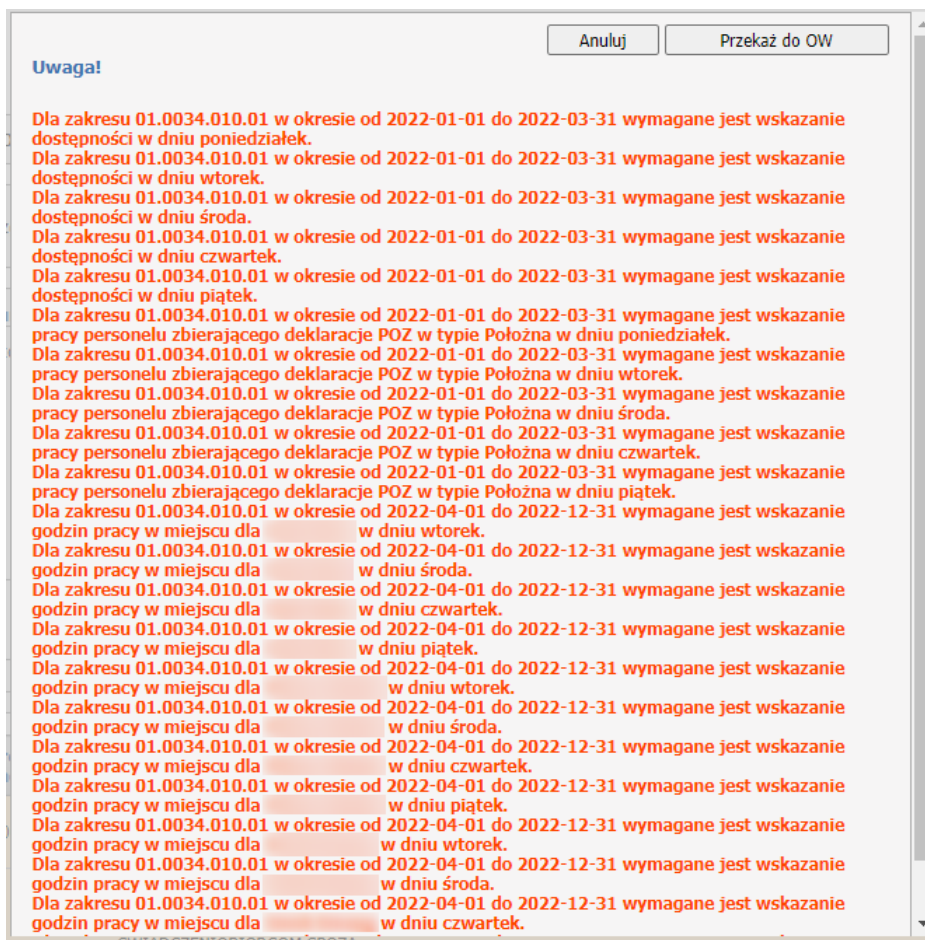 Anuluj
Przekaż do OW
Uwaga!
Dla zakresu 01.0034.010.01 w okresie od 2022-01-01 do 2022-03-31 wymagane jest wskazanie
dostępności w dniu poniedziałek.
Dla zakresu 01.0034.010.01 w okresie od 2022-01-01 do 2022-03-31 wymagane jest wskazanie
dostępności w dniu wtorek.
Dla zakresu 01.0034.010.01 w okresie od 2022-01-01 do 2022-03-31 wymagane jest wskazanie
dostępności w dniu środa.
Dla zakresu 01.0034.010.01 w okresie od 2022-01-01 do 2022-03-31 wymagane jest wskazanie
dostępności w dniu czwartek.
Dla zakresu 01.0034.010.01 w okresie od 2022-01-01 do 2022-03-31 wymagane jest wskazanie
dostępności w dniu piątek.
Dla zakresu 01.0034.010.01 w okresie od 2022-01-01 do 2022-03-31 wymagane jest wskazanie
pracy personelu zbierającego deklaracje POZ w typie Położna w dniu poniedziałek.
Dla zakresu 01.0034.010.01 w okresie od 2022-01-01 do 2022-03-31 wymagane jest wskazanie
pracy personelu zbierającego deklaracje POZ w typie Położna w dniu wtorek.
Dla zakresu 01.0034.010.01 w okresie od 2022-01-01 do 2022-03-31 wymagane jest wskazanie
pracy personelu zbierającego deklaracje POZ w typie Położna w dniu środa.
Dla zakresu 01.0034.010.01 w okresie od 2022-01-01 do 2022-03-31 wymagane jest wskazanie
pracy personelu zbierającego deklaracje POZ w typie Położna w dniu czwartek.
Dla zakresu 01.0034.010.01 w okresie od 2022-01-01 do 2022-03-31 wymagane jest wskazanie
pracy personelu zbierającego deklaracje POZ w typie Położna w dniu piątek.
Dla zakresu 01.0034.010.01 w okresie od 2022-04-01 do 2022-12-31 wymagane jest wskazanie
godzin pracy w miejscu dla w dniu wtorek.
Dla zakresu 01.0034.010.01 w okresie od 2022-04-01 do 2022-12-31 wymagane jest wskazanie
godzin pracy w miejscu dla w dniu środa.
Dla zakresu 01.0034.010.01 w okresie od 2022-04-01 do 2022-12-31 wymagane jest wskazanie
godzin pracy w miejscu dla w dniu czwartek.
Dla zakresu 01.0034.010.01 w okresie od 2022-04-01 do 2022-12-31 wymagane jest wskazanie
godzin pracy w miejscu dla w dniu piątek.
Dla zakresu 01.0034.010.01 w okresie od 2022-04-01 do 2022-12-31 wymagane jest wskazanie
godzin pracy w miejscu dla w dniu wtorek.
Dla zakresu 01.0034.010.01 w okresie od 2022-04-01 do 2022-12-31 wymagane jest wskazanie
godzin pracy w miejscu dla w dniu środa.
Dla zakresu 01.0034.010.01 w okresie od 2022-04-01 do 2022-12-31 wymagane jest wskazanie
godzin pracy w miejscu dla w dniu czwartek.
Dla zakresu 01.0034.010.01 w okresie od 2022-04-01 do 2022-12-31 wymagane jest wskazanie
godzin pracy w miejscu dla w dniu piątek.
Dla zakresu 01.0034.010.01 w okresie od 2022-04-01 do 2022-12-31 wymagane jest wskazanie
godzin pracy w miejscu dla w dniu wtorek.
Dla zakresu 01.0034.010.01 w okresie od 2022-04-01 do 2022-12-31 wymagane jest wskazanie
godzin pracy w miejscu dla w dniu środa.
Dla zakresu 01.0034.010.01 w okresie od 2022-04-01 do 2022-12-31 wymagane jest wskazanie
godzin pracy w miejscu dla w dniu czwartek.